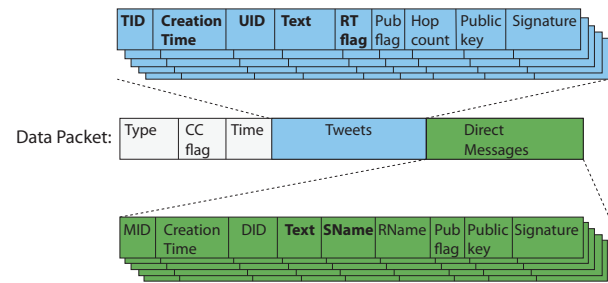 TID Creation UID Text RT Pub Hop Public Signature
Time flag flag count key
Data Packet: Type CC Time Tweets Direct
flag Messages
MID Creation DID Text SName RName Pub Public Signature
Time flag key